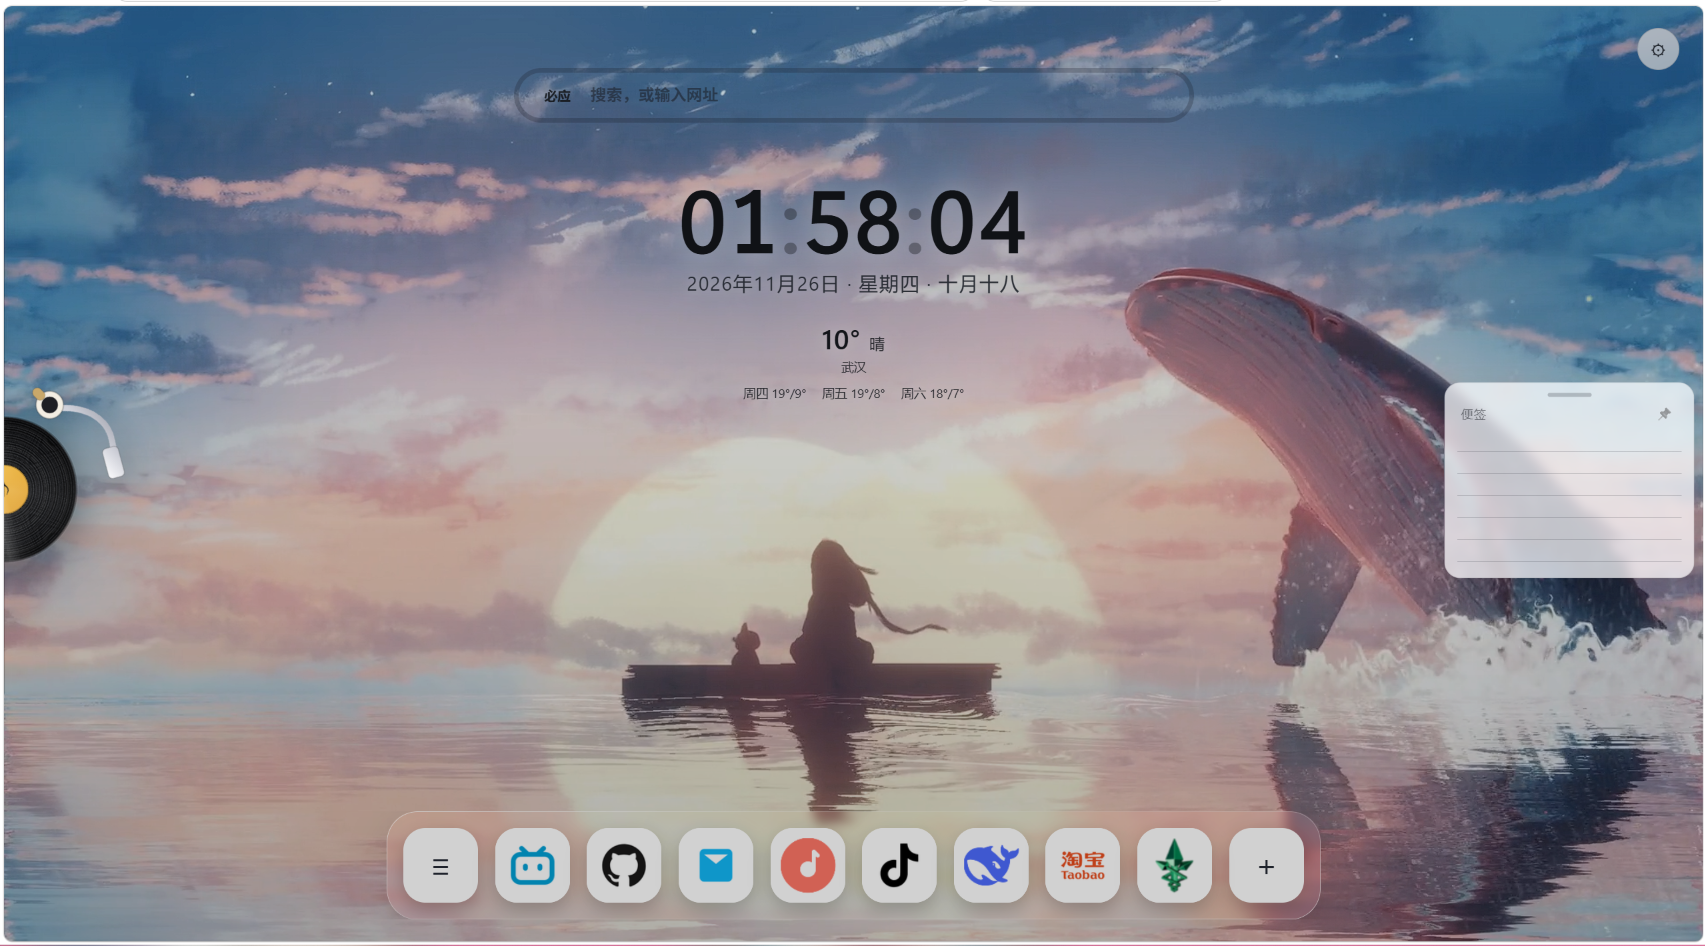 必应 搜索，或输入网址
01:58:04
2026年11月26日 · 星期四 · 十月十八
10° 晴
武汉
周四 19°/9° 周五 19°/8° 周六 18°/7°
便签
淘宝
Taobao